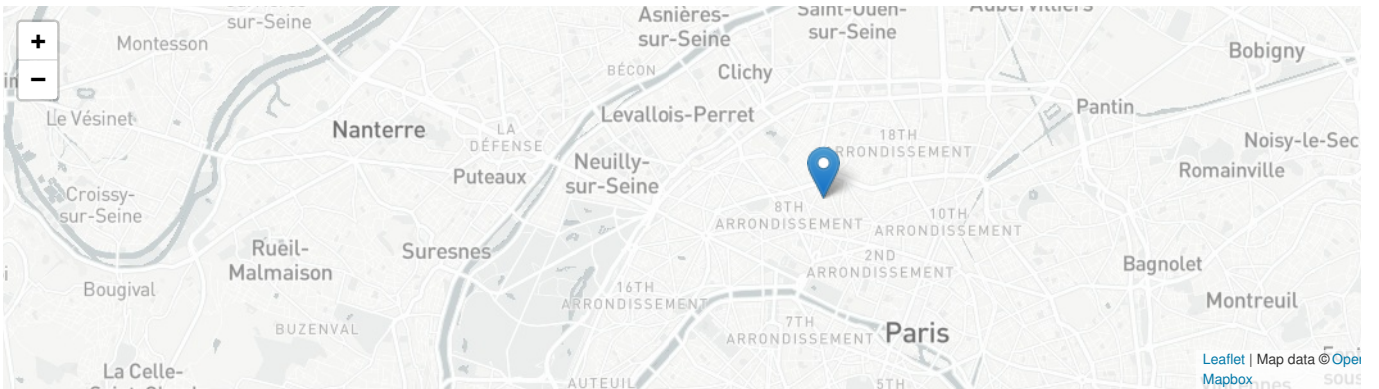 sur-Seine
Asnières-
sur-Seine
Saint-Ouen-
sur-Seine
Aubervilliers
+
−
Montesson
BÉCON
Clichy
Bobigny
Le Vésinet
Nanterre
LA
DÉFENSE
Levallois-Perret
Pantin
18TH
ARRONDISSEMENT
Noisy-le-Sec
Neuilly-
sur-Seine
Puteaux
Romainville
Croissy-
sur-Seine
8TH
ARRONDISSEMENT
10TH
ARRONDISSEMENT
Rueil-
Malmaison
Suresnes
2ND
ARRONDISSEMENT
Bagnolet
Bougival
16TH
ARRONDISSEMENT
Montreuil
BUZENVAL
7TH
ARRONDISSEMENT
Paris
La Celle-
AUTEUIL
5TH
Leaflet | Map data © Open
Mapbox